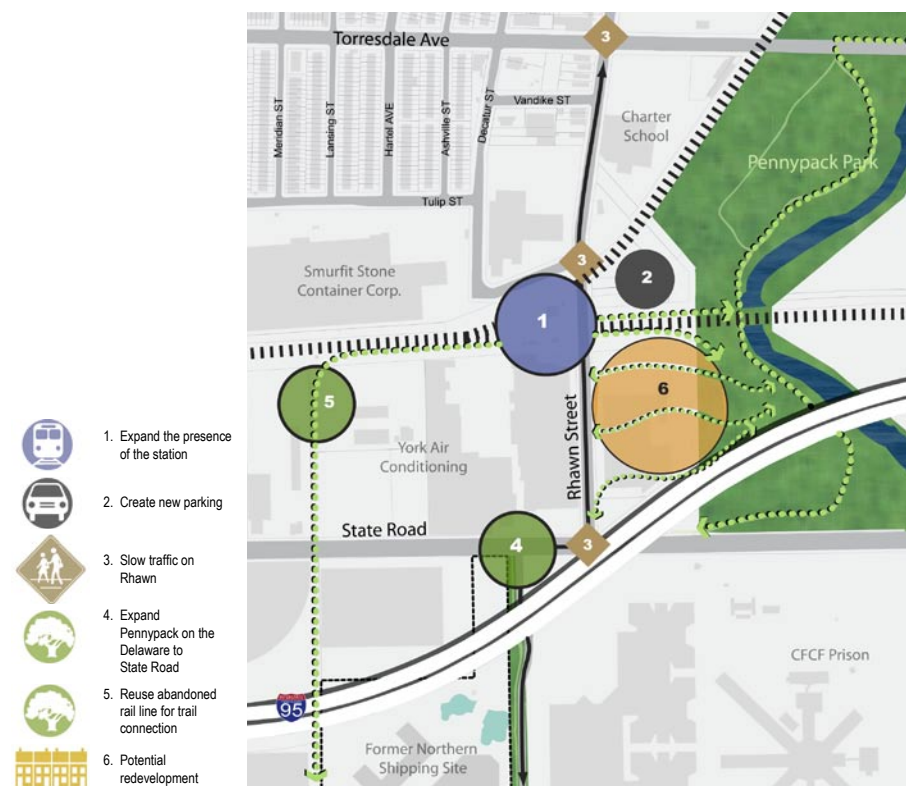 Torresdale Ave
3
Meridian ST
Lansing ST
Hartel AVE
Ashville ST
Decatur ST
Vandike ST
Charter
School
Pennypack Park
Tulip ST
3
2
Smurfit Stone
Container Corp.
1
5
6
Rhawn Street
York Air
Conditioning
State Road
4
3
95
CFCF Prison
Former Northern
Shipping Site
1. Expand the presence
of the station
2. Create new parking
3. Slow traffic on
Rhawn
4. Expand
Pennypack on the
Delaware to
State Road
5. Reuse abandoned
rail line for trail
connection
6. Potential
redevelopment